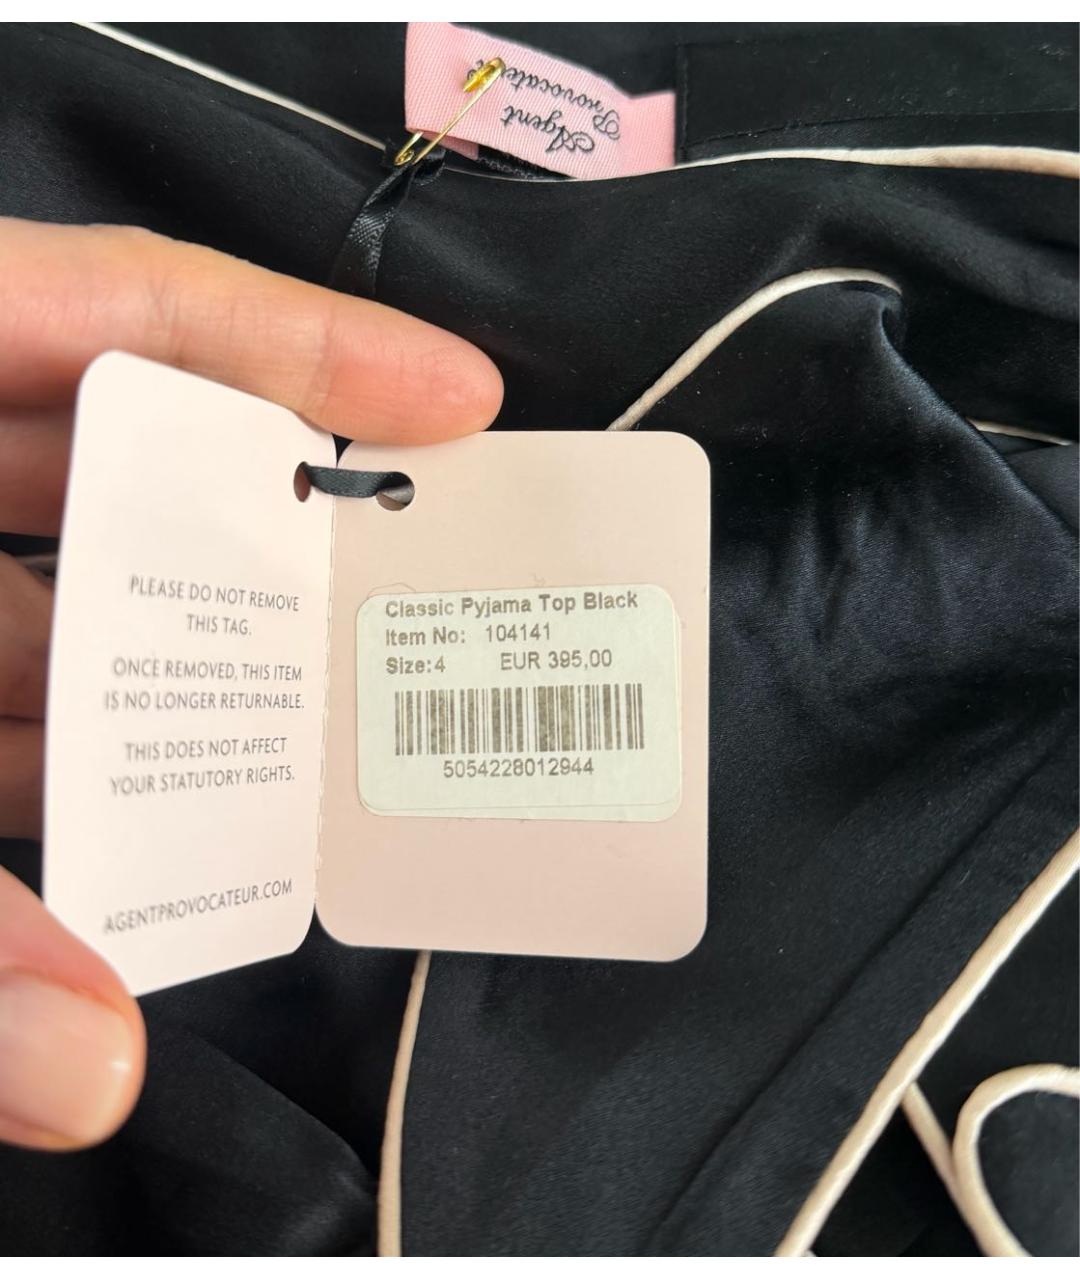 Agent
Provocateur
PLEASE DO NOT REMOVE
THIS TAG.
ONCE REMOVED, THIS ITEM
IS NO LONGER RETURNABLE.
THIS DOES NOT AFFECT
YOUR STATUTORY RIGHTS.
AGENTPROVOCATEUR.COM
Classic Pyjama Top Black
Item No: 104141
Size: 4 EUR 395,00
5054228012944